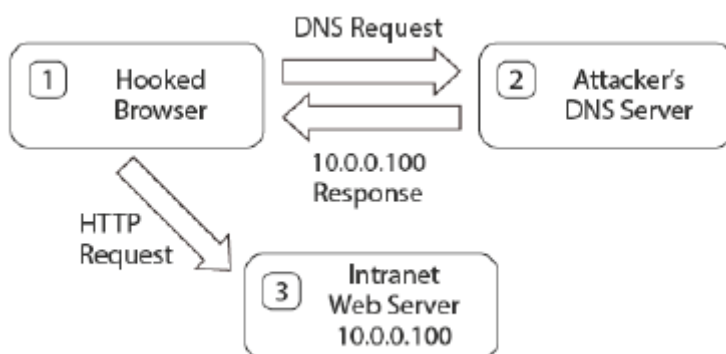 DNS Request
1
Hooked
Browser
2
Attacker's
DNS Server
10.0.0.100
Response
HTTP
Request
3
Intranet
Web Server
10.0.0.100